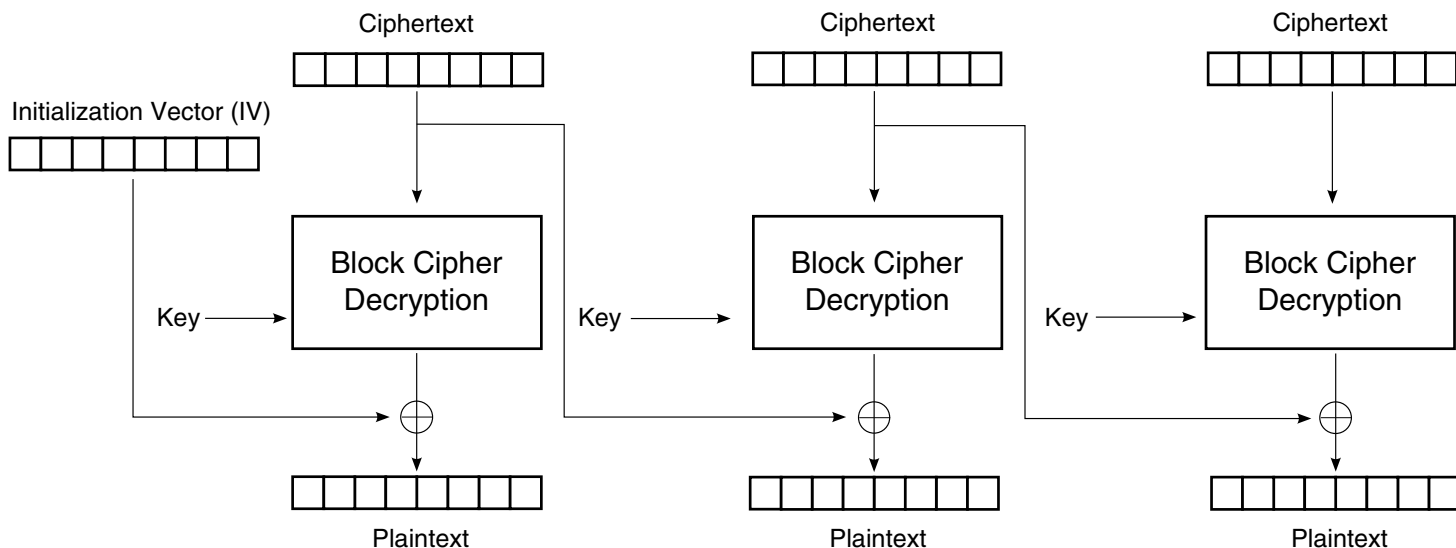 Ciphertext
Ciphertext
Ciphertext
Initialization Vector (IV)
Block Cipher
Decryption
Block Cipher
Decryption
Block Cipher
Decryption
Key
Key
Key
Plaintext
Plaintext
Plaintext